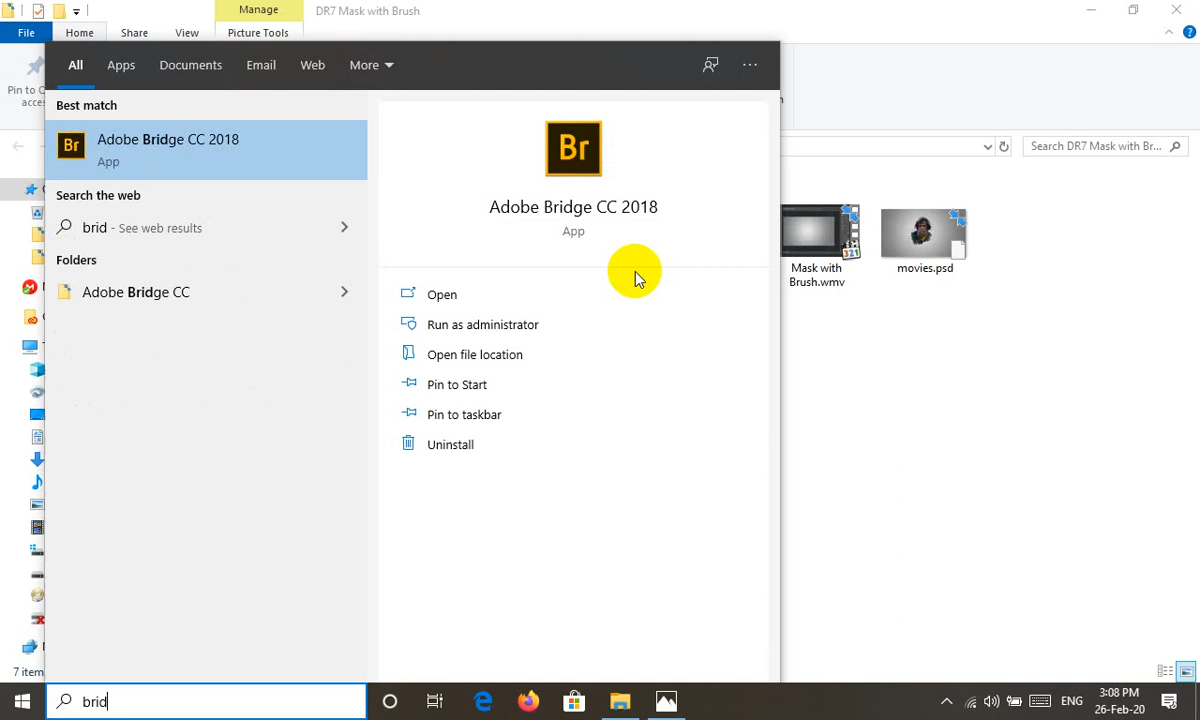 Manage
DR7 Mask with Brush
File
Home
Share
View
Picture Tools
All
Apps
Documents
Email
Web
More
Pin to
acces
Best match
Adobe Bridge CC 2018
App
Search the web
brid - See web results
Folders
Adobe Bridge CC
Br
Br
Adobe Bridge CC 2018
App
Open
Run as administrator
Open file location
Pin to Start
Pin to taskbar
Uninstall
Search DR7 Mask with Br...
321
Mask with
Brush.wmv
movies.psd
7 item
brid
ENG
3:08 PM
26-Feb-20